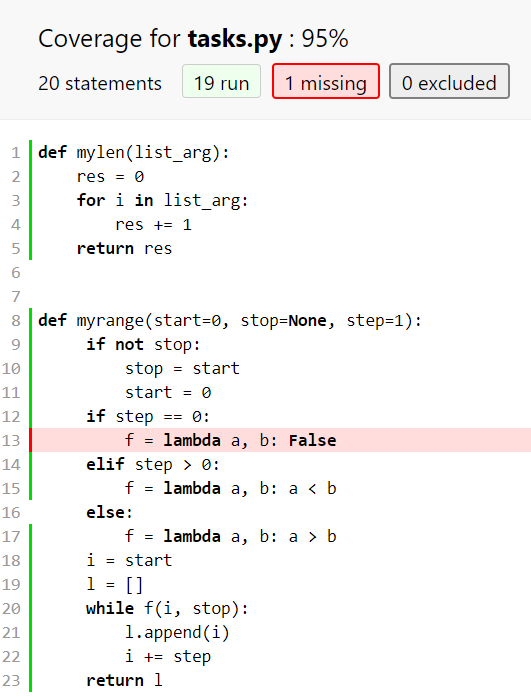 Coverage for tasks.py : 95%
20 statements 19 run 1 missing 0 excluded
1 def mylen(list_arg):
2     res = 0
3     for i in list_arg:
4         res += 1
5     return res
6
7
8 def myrange(start=0, stop=None, step=1):
9      if not stop:
10          stop = start
11          start = 0
12      if step == 0:
13          f = lambda a, b: False
14      elif step > 0:
15          f = lambda a, b: a < b
16      else:
17          f = lambda a, b: a > b
18      i = start
19      l = []
20      while f(i, stop):
21          l.append(i)
22          i += step
23      return l